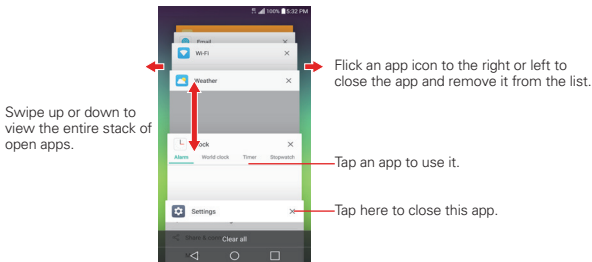 100% 5:32 PM
Email
Wi-Fi
Flick an app icon to the right or left to
close the app and remove it from the list.
Weather
Swipe up or down to
view the entire stack of
open apps.
Clock
Alarm World clock Timer Stopwatch
Tap an app to use it.
Settings
Tap here to close this app.
Share &
Clear all